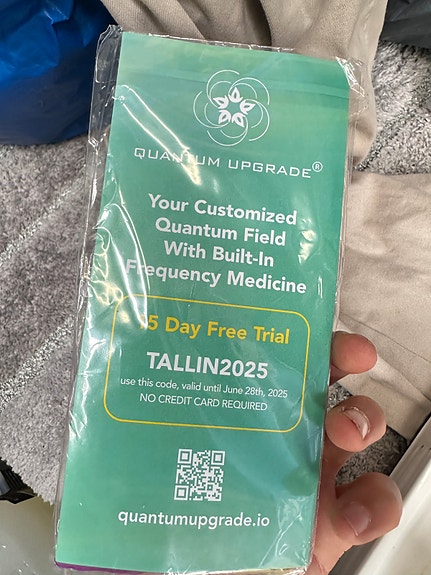 QUANTUM UPGRADE®
Your Customized
Quantum Field
With Built-In
Frequency Medicine
15 Day Free Trial
TALLIN2025
use this code, valid until June 28th, 2025
NO CREDIT CARD REQUIRED
quantumupgrade.io